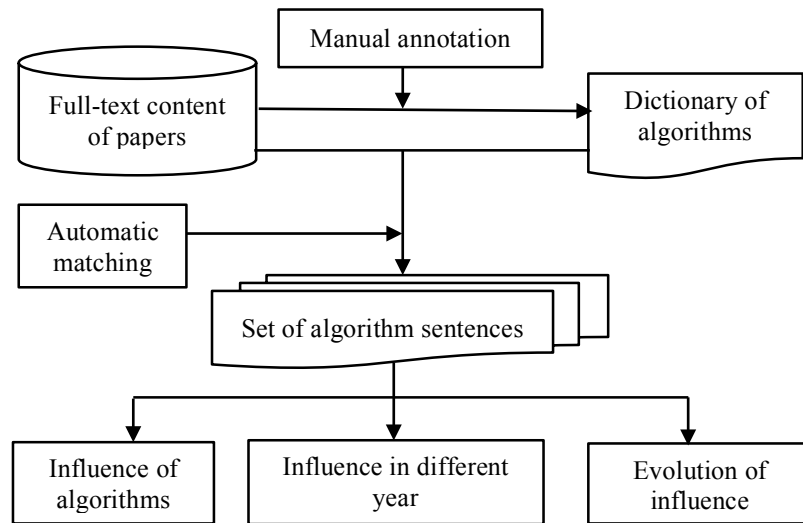 Manual annotation
Full-text content
of papers
Dictionary of
algorithms
Automatic
matching
Set of algorithm sentences
Influence of
algorithms
Influence in different
year
Evolution of
influence